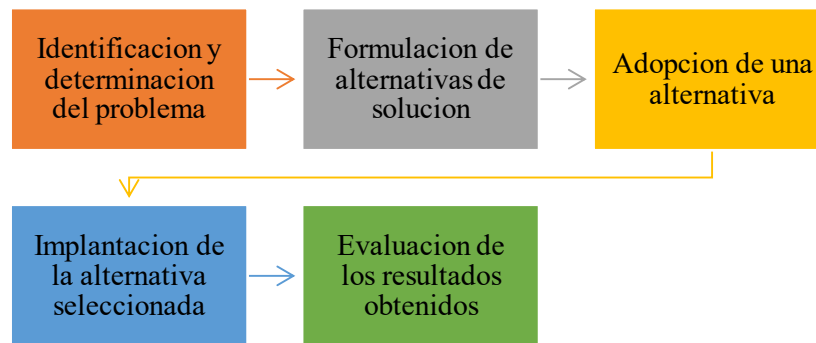 Identificacion y
determinacion
del problema
Formulacion de
alternativas de
solucion
Adopcion de una
alternativa
Implantacion de
la alternativa
seleccionada
Evaluacion de
los resultados
obtenidos